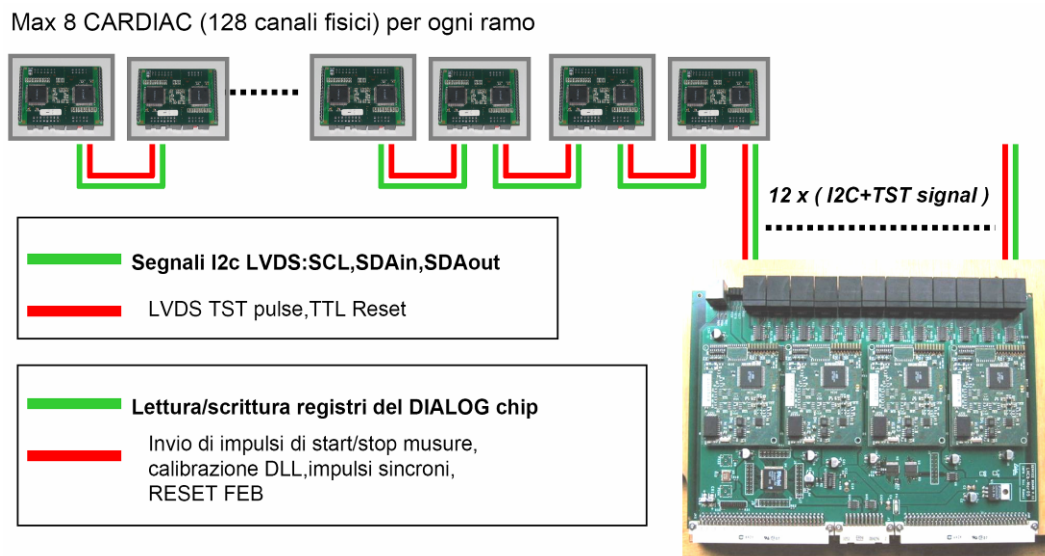 Max 8 CARDIAC (128 canali fisici) per ogni ramo
12 x ( I2C+TST signal )
Segnali I2c LVDS:SCL,SDAin,SDAout
LVDS TST pulse,TTL Reset
Lettura/scrittura registri del DIALOG chip
Invio di impulsi di start/stop musure,
calibrazione DLL,impulsi sincroni,
RESET FEB